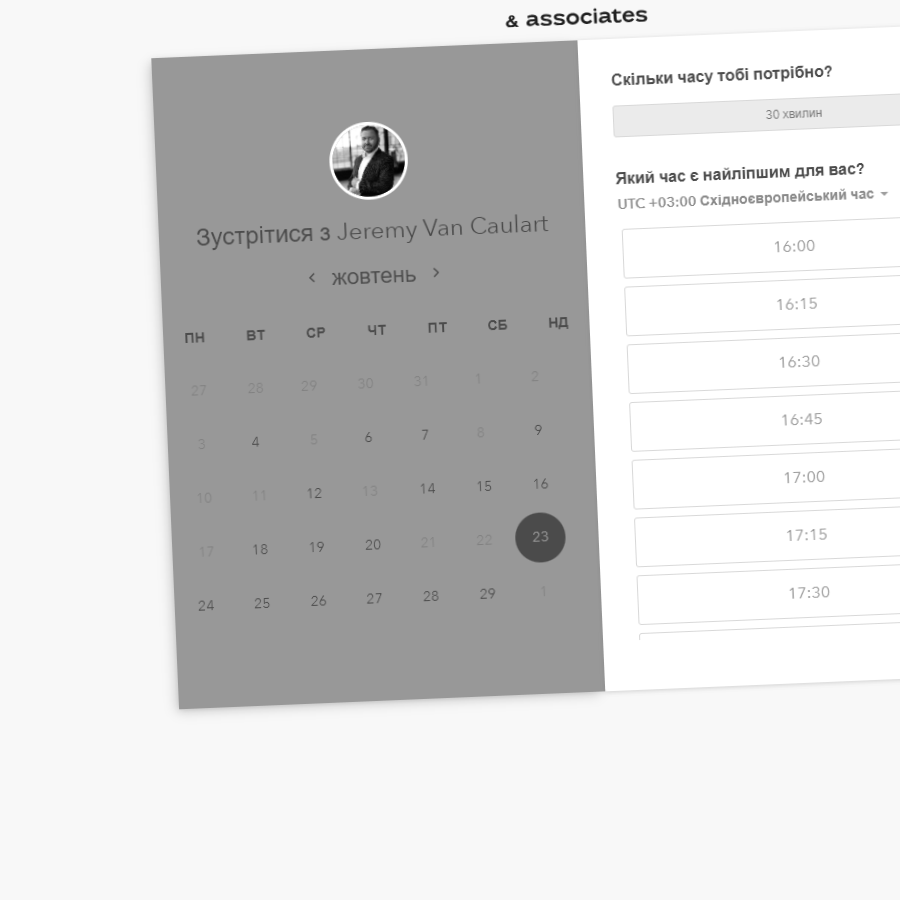 & associates
Зустрітися з Jeremy Van Caulart
‹ жовтень ›
ПН ВТ СР ЧТ ПТ СБ НД
27 28 29 30 31 1 2
3 4 5 6 7 8 9
10 11 12 13 14 15 16
17 18 19 20 21 22 23
24 25 26 27 28 29 1
Скільки часу тобі потрібно?
30 хвилин
Який час є найліпшим для вас?
UTC +03:00 Східноєвропейський час
16:00
16:15
16:30
16:45
17:00
17:15
17:30